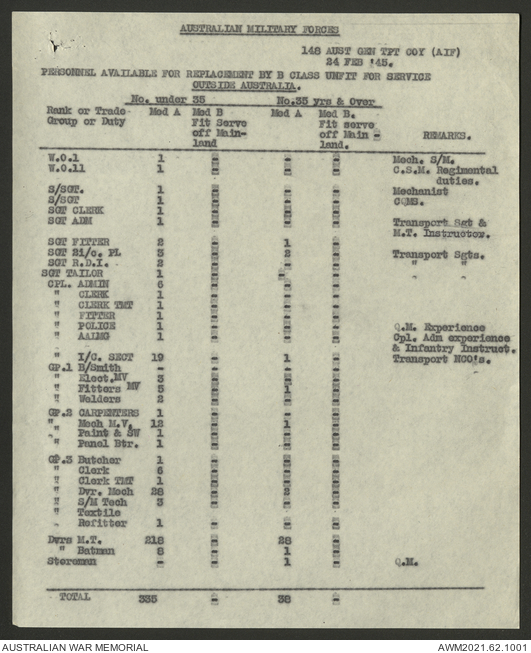 AUSTRALIAN MILITARY FORCES
148 AUST GEN TPT COY (AIF)
24 FEB '45.
PERSONNEL AVAILABLE FOR REPLACEMENT BY B CLASS UNFIT FOR SERVICE
OUTSIDE AUSTRALIA.
No. under 35 No.35 yrs & Over
Rank or Trade Med A Med B Med A Med B.
Group or Duty Fit Serve Fit serve
off Main- off Main - REMARKS.
land land.
W.O.1 1 - - - Mech. S/M.
W.O.11 1 - - - C.S.M. Regimental
duties.
S/SGT. 1 - - - Mechanist
S/SGT 1 - - - CQMS.
SGT CLERK 1 - - -
SGT ADM 1 - - - Transport Sgt &
M.T. Instructor.
SGT FITTER 2 - 1 -
SGT 2i/c. PL 3 - 2 - Transport Sgts.
SGT R.D.I. 2 - - - " "
SGT TAILOR 1 - - -
CPL. ADMIN 6 - - -
" CLERK 1 - - -
" CLERK TMT 1 - - -
" FITTER 1 - - -
" POLICE 1 - - - Q.M. Experience
" AALMG 1 - - - Cpl. Adm experience
& Infantry Instruct.
" I/C. SECT 19 - 1 - Transport NCO's.
GP.1 B/Smith - - - -
" Elect.MV 3 - - -
" Fitters MV 5 - 1 -
" Welders 2 - - -
GP.2 CARPENTERS 1 - - -
" Mech M.V. 12 - 1 -
" Paint & SW 1 - - -
" Panel Btr. 1 - - -
GP.3 Butcher 1 - - -
" Clerk 6 - - -
" Clerk TMT 1 - - -
" Dvr. Mech 28 - 2 -
" S/M Tech 3 - - -
" Textile
" Refitter 1 - - -
Dvrs M.T. 218 - 28 -
" Batman 8 - 1 -
Storeman - - 1 - Q.M.
TOTAL 335 - 38 -
AUSTRALIAN WAR MEMORIAL AWM2021.62.1001